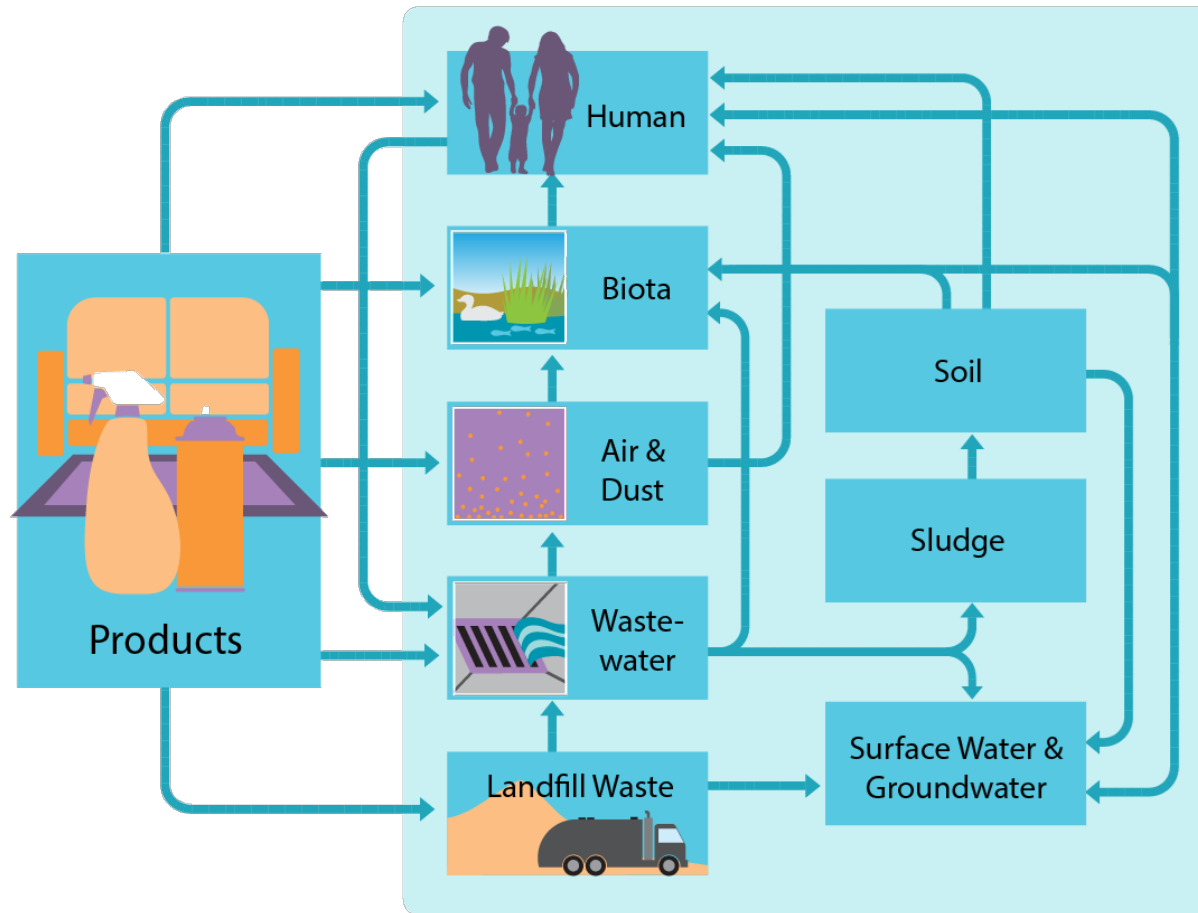 Human
Biota
Soil
Air &
Dust
Sludge
Products
Waste-
water
Surface Water &
Groundwater
Landfill Waste